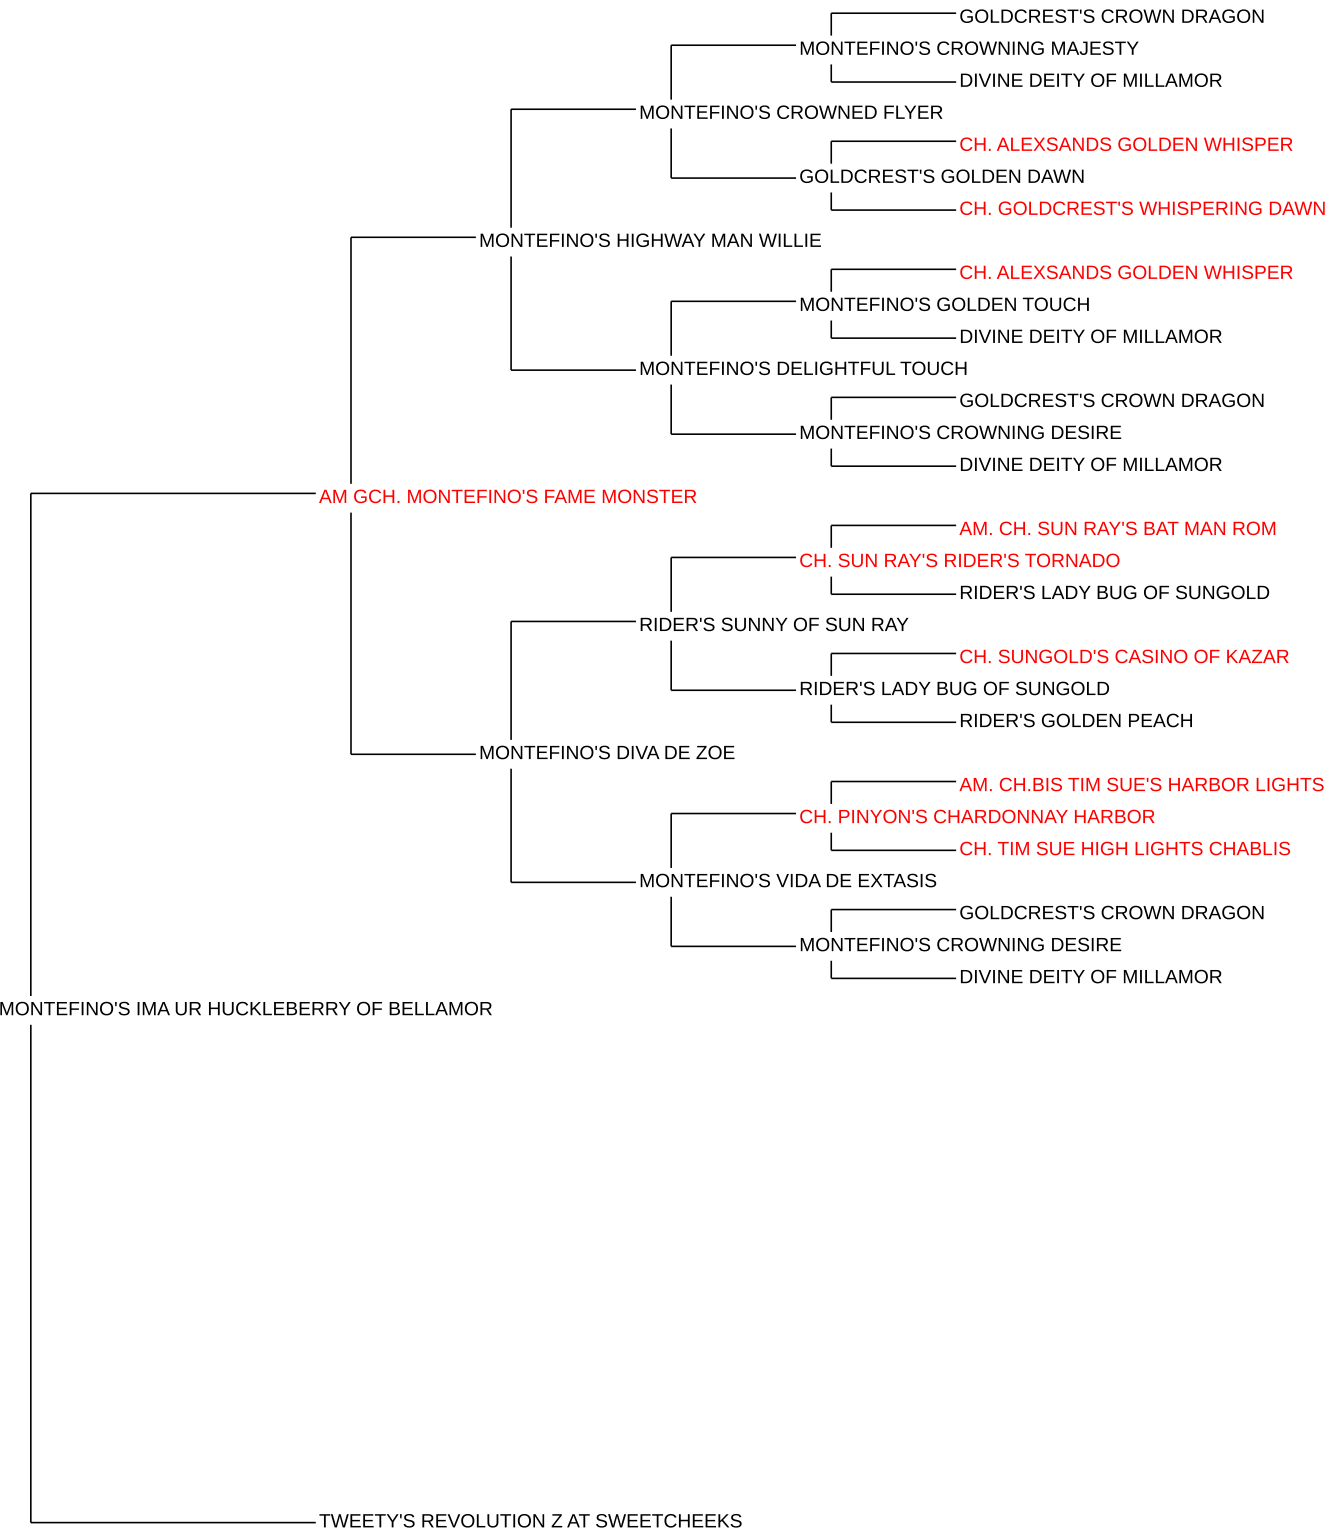 GOLDCREST'S CROWN DRAGON
MONTEFINO'S CROWNING MAJESTY
DIVINE DEITY OF MILLAMOR
MONTEFINO'S CROWNED FLYER
CH. ALEXSANDS GOLDEN WHISPER
GOLDCREST'S GOLDEN DAWN
CH. GOLDCREST'S WHISPERING DAWN
MONTEFINO'S HIGHWAY MAN WILLIE
CH. ALEXSANDS GOLDEN WHISPER
MONTEFINO'S GOLDEN TOUCH
DIVINE DEITY OF MILLAMOR
MONTEFINO'S DELIGHTFUL TOUCH
GOLDCREST'S CROWN DRAGON
MONTEFINO'S CROWNING DESIRE
DIVINE DEITY OF MILLAMOR
AM GCH. MONTEFINO'S FAME MONSTER
AM. CH. SUN RAY'S BAT MAN ROM
CH. SUN RAY'S RIDER'S TORNADO
RIDER'S LADY BUG OF SUNGOLD
RIDER'S SUNNY OF SUN RAY
CH. SUNGOLD'S CASINO OF KAZAR
RIDER'S LADY BUG OF SUNGOLD
RIDER'S GOLDEN PEACH
MONTEFINO'S DIVA DE ZOE
AM. CH.BIS TIM SUE'S HARBOR LIGHTS
CH. PINYON'S CHARDONNAY HARBOR
CH. TIM SUE HIGH LIGHTS CHABLIS
MONTEFINO'S VIDA DE EXTASIS
GOLDCREST'S CROWN DRAGON
MONTEFINO'S CROWNING DESIRE
DIVINE DEITY OF MILLAMOR
MONTEFINO'S IMA UR HUCKLEBERRY OF BELLAMOR
TWEETY'S REVOLUTION Z AT SWEETCHEEKS